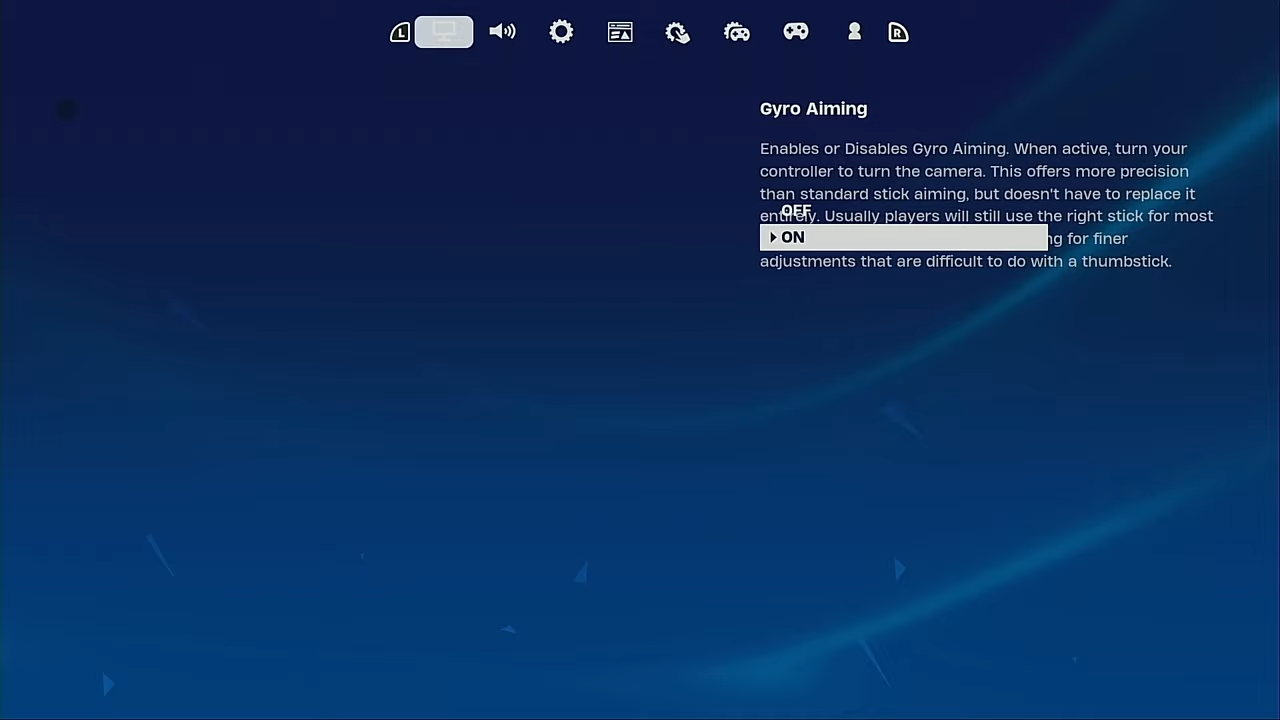 L
R
Gyro Aiming
Enables or Disables Gyro Aiming. When active, turn your
controller to turn the camera. This offers more precision
than standard stick aiming, but doesn't have to replace it
OFF
entirely. Usually players will still use the right stick for most
ON
for finer
adjustments that are difficult to do with a thumbstick.